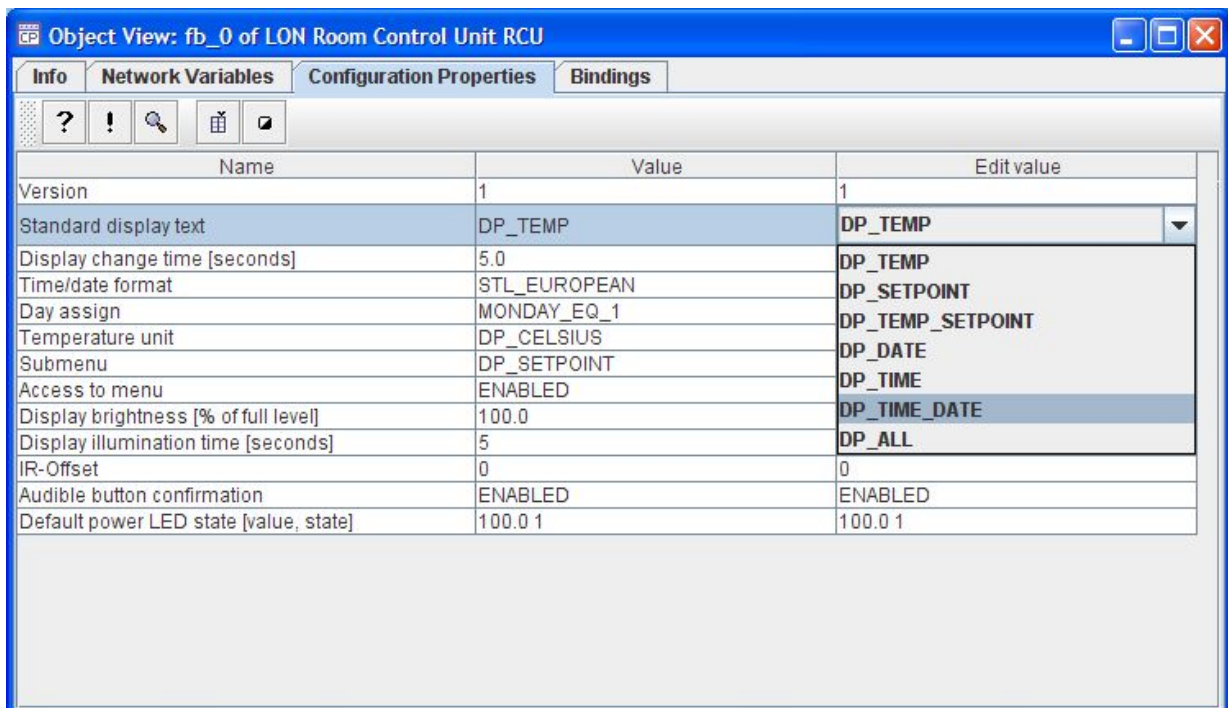 Object View: fb_0 of LON Room Control Unit RCU
Info Network Variables Configuration Properties Bindings
? !
Name Value Edit value
Version 1 1
Standard display text DP_TEMP DP_TEMP
Display change time [seconds] 5.0 DP_TEMP
Time/date format STL_EUROPEAN DP_SETPOINT
Day assign MONDAY_EQ_1 DP_TEMP_SETPOINT
Temperature unit DP_CELSIUS DP_DATE
Submenu DP_SETPOINT DP_TIME
Access to menu ENABLED
Display brightness [% of full level] 100.0 DP_TIME_DATE
Display illumination time [seconds] 5 DP_ALL
IR-Offset 0 0
Audible button confirmation ENABLED ENABLED
Default power LED state [value, state] 100.0 1 100.0 1